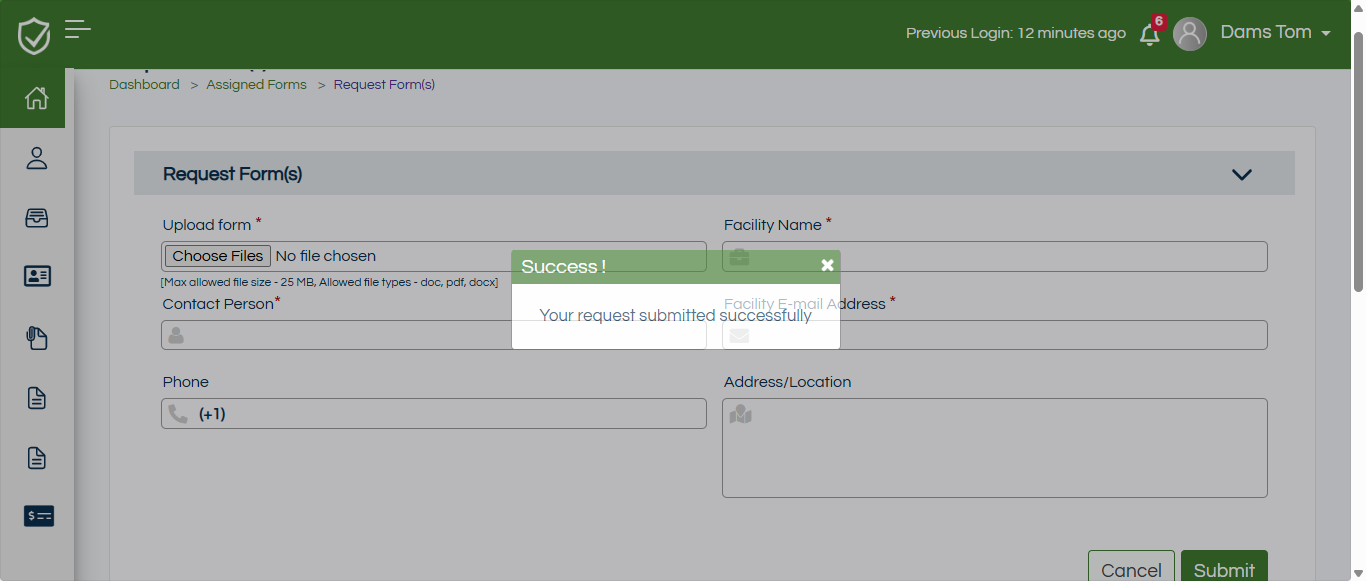 Previous Login: 12 minutes ago
6
Dams Tom
Dashboard > Assigned Forms > Request Form(s)
Request Form(s)
Upload form *
Facility Name *
Choose Files No file chosen
[Max allowed file size - 25 MB, Allowed file types - doc, pdf, docx]
Success !
Your request submitted successfully
Contact Person*
Facility E-mail Address *
Phone
Address/Location
(+1)
$
Cancel
Submit